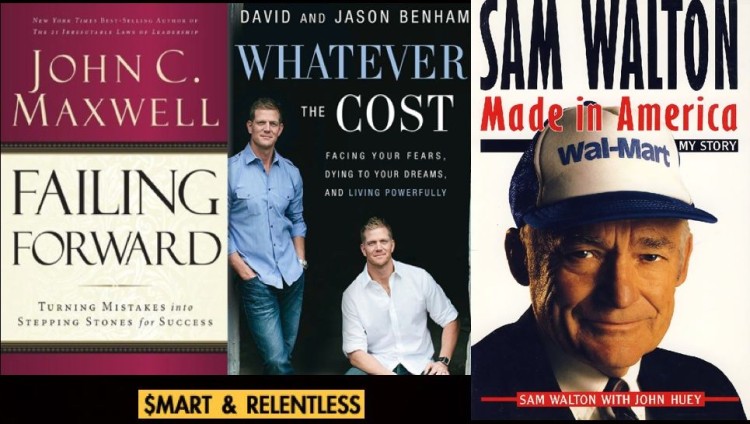 NEW YORK TIMES BEST-SELLING AUTHOR OF
THE 21 IRREFUTABLE LAWS OF LEADERSHIP
JOHN C.
MAXWELL
FAILING
FORWARD
TURNING MISTAKES into
STEPPING STONES for SUCCESS
DAVID AND JASON BENHAM
WHATEVER
THE COST
FACING YOUR FEARS,
DYING TO YOUR DREAMS,
AND LIVING POWERFULLY
SAM WALTON
Made in America
MY STORY
Wal-Mart
SAM WALTON WITH JOHN HUEY
$MART & RELENTLESS